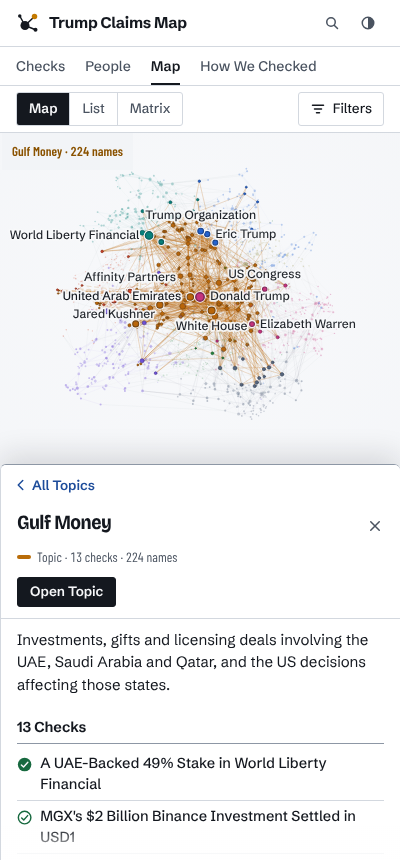 Trump Claims Map
Checks People Map How We Checked
Map List Matrix Filters
Gulf Money · 224 names
Trump Organization
World Liberty Financial
Eric Trump
US Congress
Affinity Partners
United Arab Emirates
Donald Trump
Jared Kushner
White House
Elizabeth Warren
All Topics
Gulf Money
Topic · 13 checks · 224 names
Open Topic
Investments, gifts and licensing deals involving the
UAE, Saudi Arabia and Qatar, and the US decisions
affecting those states.
13 Checks
A UAE-Backed 49% Stake in World Liberty
Financial
MGX's $2 Billion Binance Investment Settled in
USD1